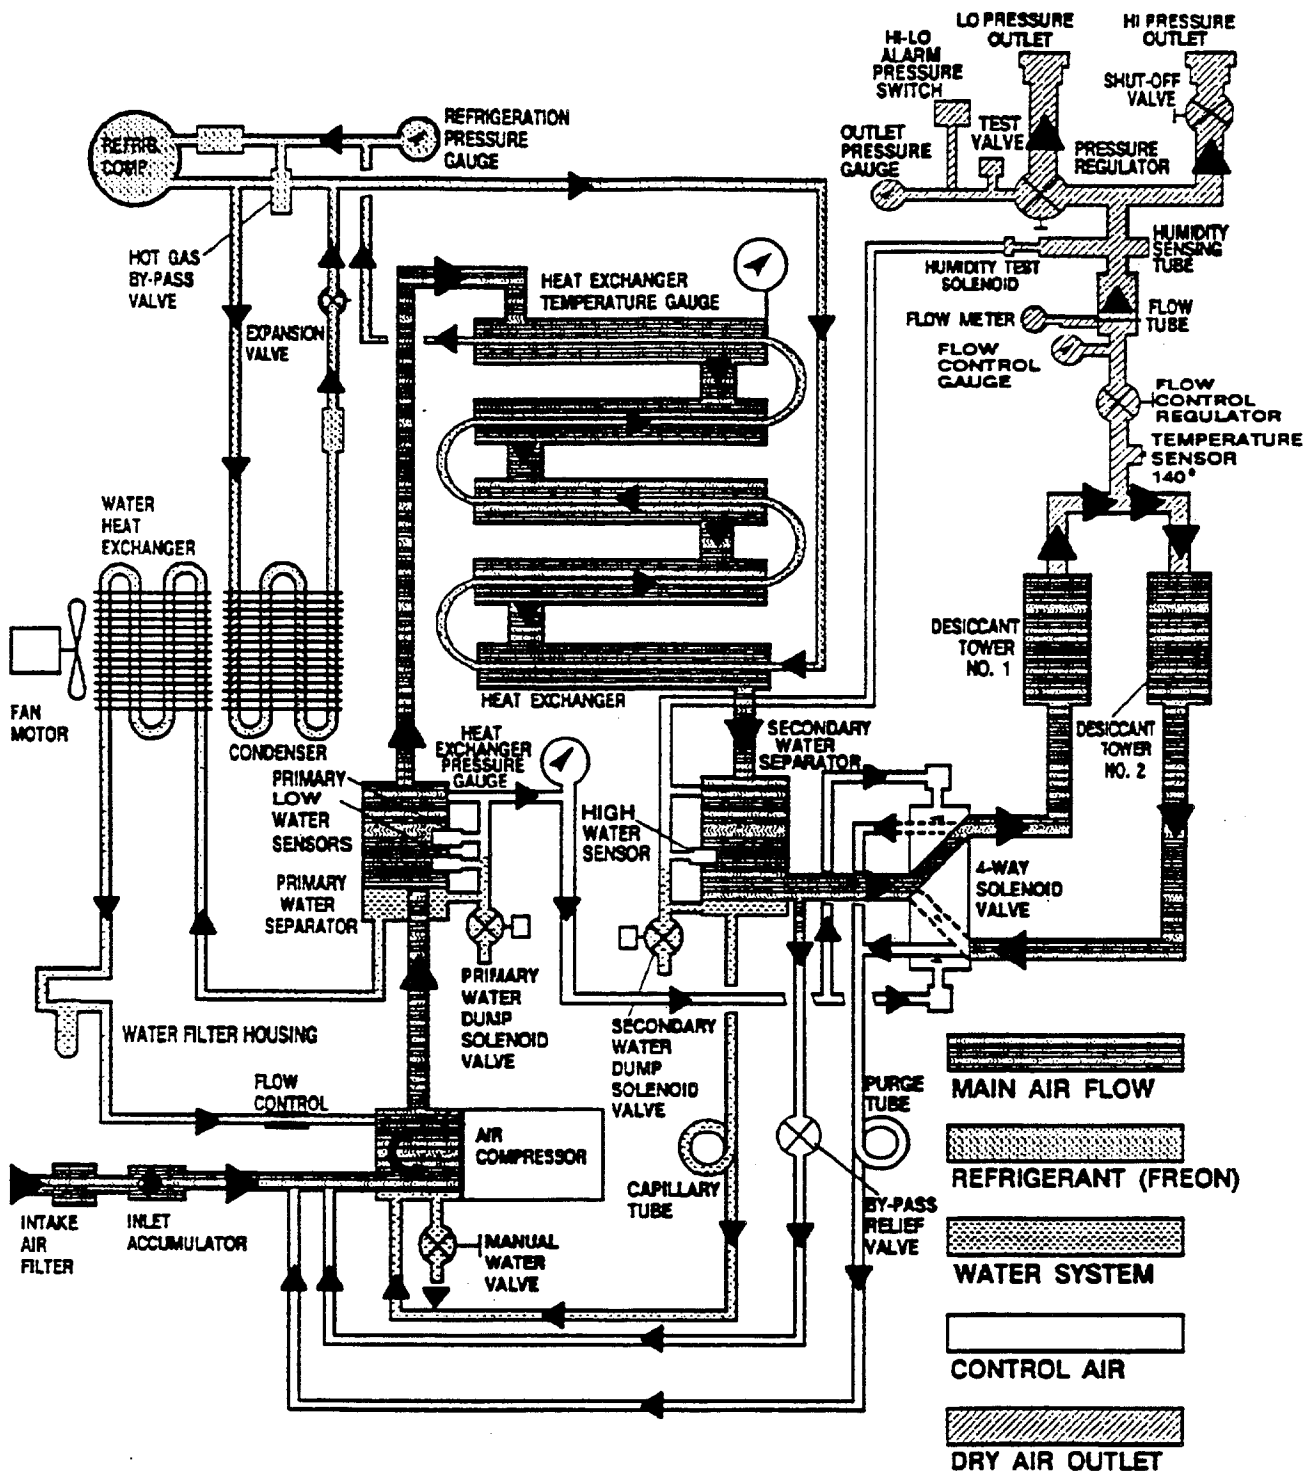 LO PRESSURE
OUTLET
HI PRESSURE
OUTLET
HI-LO
ALARM
PRESSURE
SWITCH
SHUT-OFF
VALVE
OUTLET
PRESSURE
GAUGE
TEST
VALVE
PRESSURE
REGULATOR
REFRIG.
COMP.
REFRIGERATION
PRESSURE
GAUGE
HOT GAS
BY-PASS
VALVE
EXPANSION
VALVE
HEAT EXCHANGER
TEMPERATURE GAUGE
HUMIDITY TEST
SOLENOID
HUMIDITY
SENSING
TUBE
FLOW METER
FLOW
TUBE
FLOW
CONTROL
GAUGE
FLOW
CONTROL
REGULATOR
TEMPERATURE
SENSOR
140°
WATER
HEAT
EXCHANGER
FAN
MOTOR
CONDENSER
HEAT EXCHANGER
DESICCANT
TOWER
NO. 1
DESICCANT
TOWER
NO. 2
HEAT
EXCHANGER
PRESSURE
GAUGE
PRIMARY
LOW
WATER
SENSORS
PRIMARY
WATER
SEPARATOR
SECONDARY
WATER
SEPARATOR
HIGH
WATER
SENSOR
4-WAY
SOLENOID
VALVE
PRIMARY
WATER
DUMP
SOLENOID
VALVE
SECONDARY
WATER
DUMP
SOLENOID
VALVE
WATER FILTER HOUSING
FLOW
CONTROL
AIR
COMPRESSOR
INTAKE
AIR
FILTER
INLET
ACCUMULATOR
MANUAL
WATER
VALVE
CAPILLARY
TUBE
PURGE
TUBE
BY-PASS
RELIEF
VALVE
MAIN AIR FLOW
REFRIGERANT (FREON)
WATER SYSTEM
CONTROL AIR
DRY AIR OUTLET